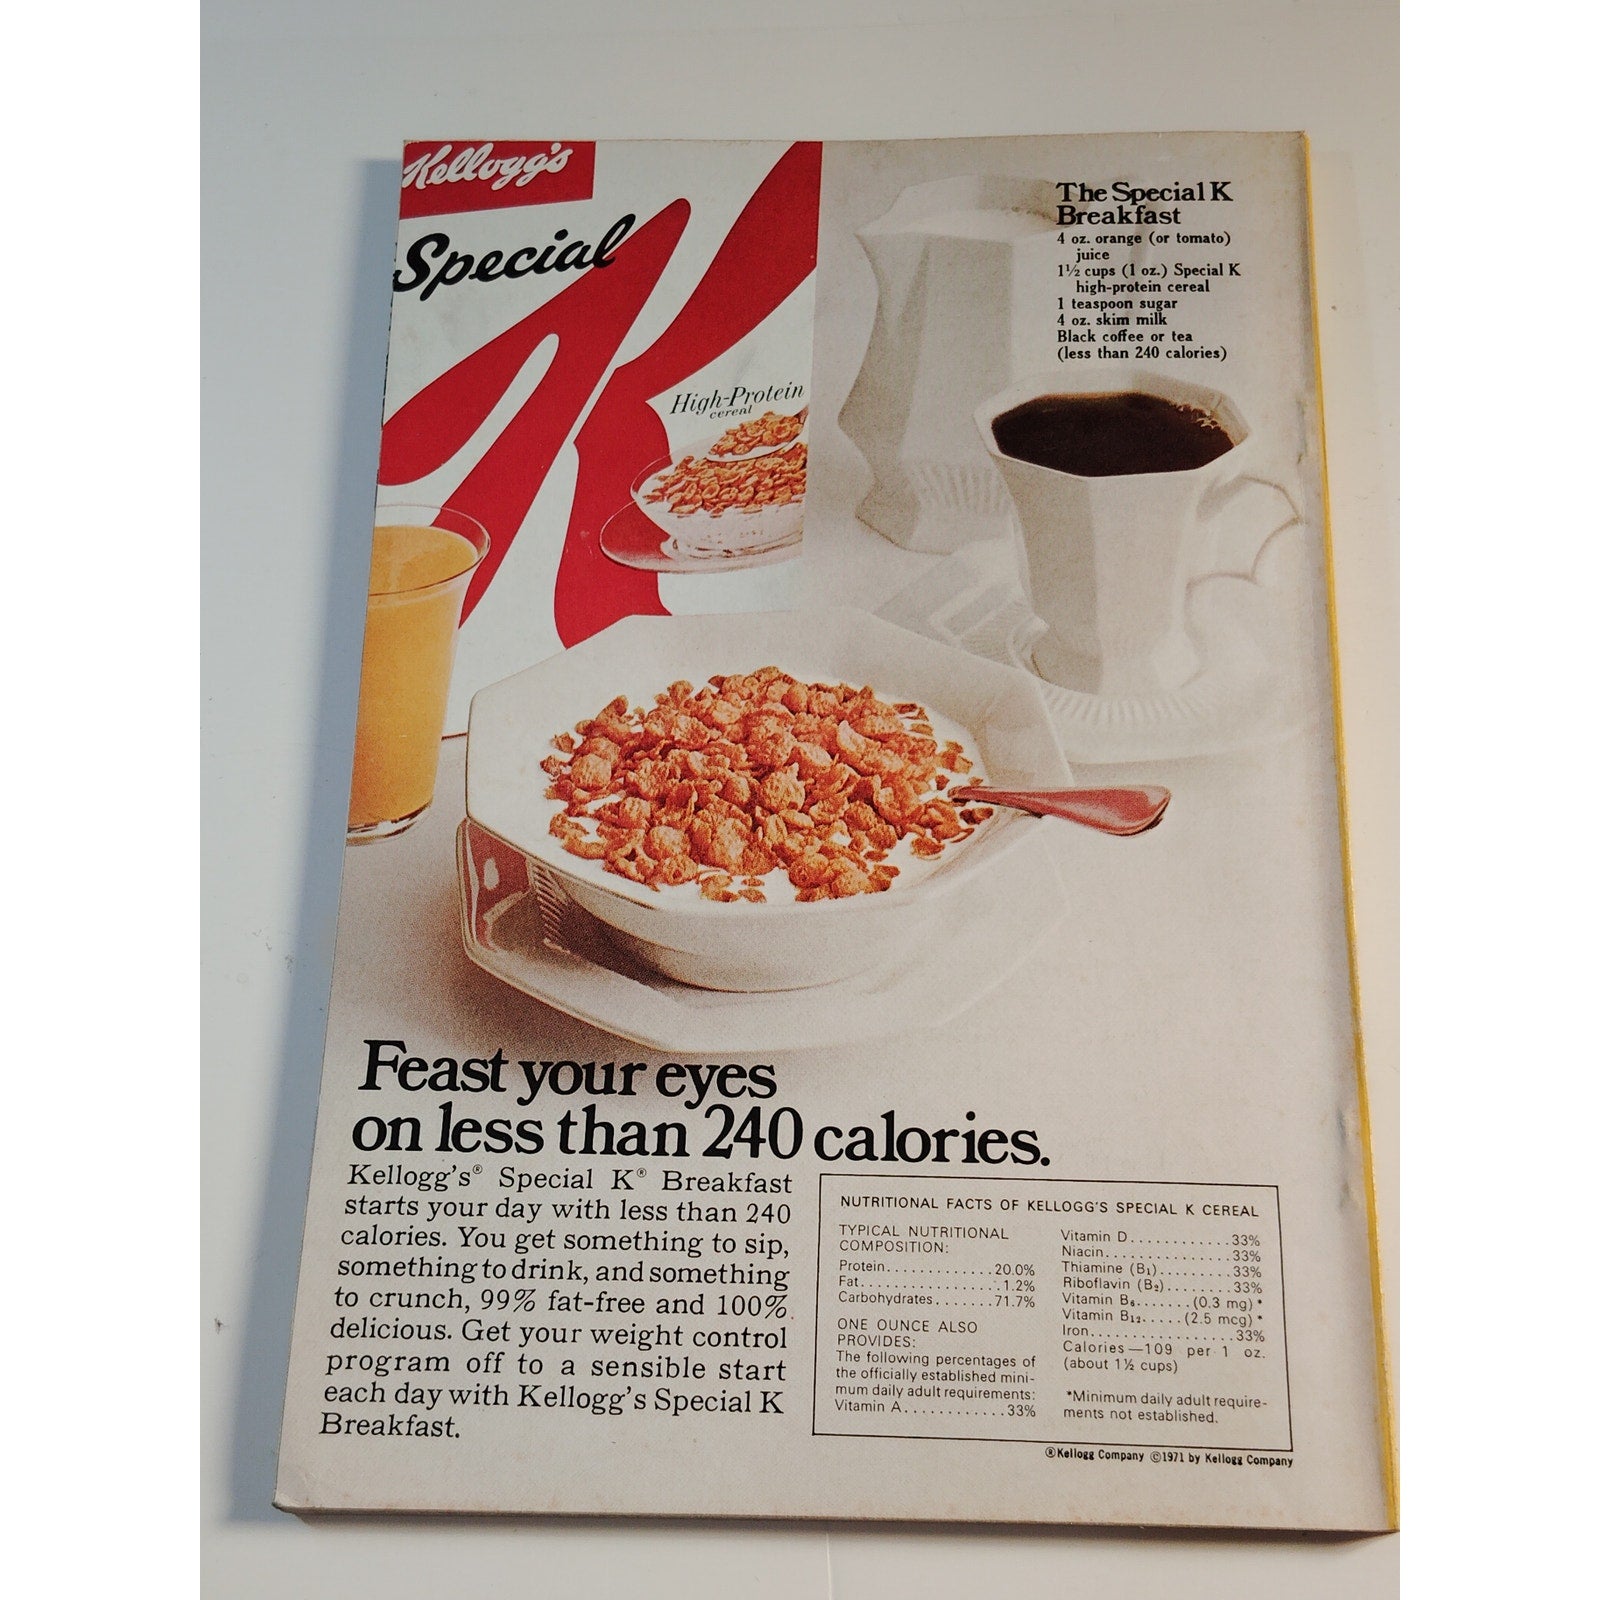 Kellogg's
Special
K
High-Protein
cereal
The Special K
Breakfast
4 oz. orange (or tomato)
juice
1½ cups (1 oz.) Special K
high-protein cereal
1 teaspoon sugar
4 oz. skim milk
Black coffee or tea
(less than 240 calories)
Feast your eyes
on less than 240 calories.
Kellogg's® Special K® Breakfast
starts your day with less than 240
calories. You get something to sip,
something to drink, and something
to crunch, 99% fat-free and 100%
delicious. Get your weight control
program off to a sensible start
each day with Kellogg's Special K
Breakfast.
NUTRITIONAL FACTS OF KELLOGG'S SPECIAL K CEREAL
TYPICAL NUTRITIONAL
COMPOSITION:
Protein.............20.0%
Fat.................1.2%
Carbohydrates.......71.7%
ONE OUNCE ALSO
PROVIDES:
The following percentages of
the officially established mini-
mum daily adult requirements:
Vitamin A............33%
Vitamin D............33%
Niacin...............33%
Thiamine (B₁).........33%
Riboflavin (B₂)........33%
Vitamin B₆.......(0.3 mg)*
Vitamin B₁₂.....(2.5 mcg)*
Iron.................33%
Calories—109 per 1 oz.
(about 1½ cups)
*Minimum daily adult require-
ments not established.
®Kellogg Company ©1971 by Kellogg Company